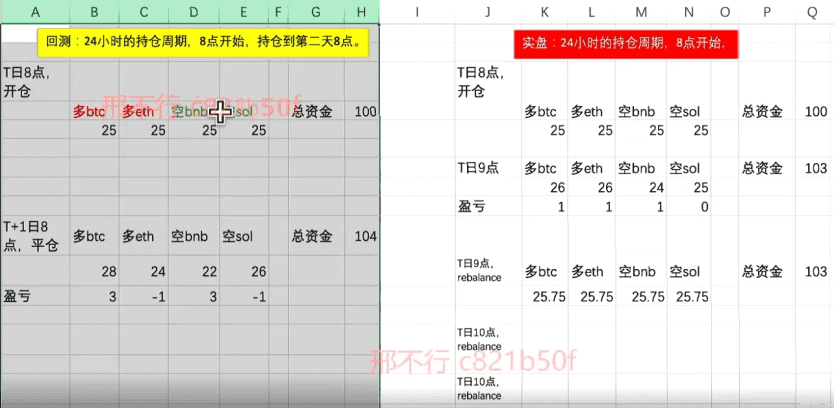 A B C D E F G H I J K L M N O P Q
回测：24小时的持仓周期，8点开始，持仓到第二天8点。
T日8点，
开仓
多btc 多eth 空bnb 空sol 总资金 100
25 25 25 25
T+1日8
点，平仓 多btc 多eth 空bnb 空sol 总资金 104
28 24 22 26
盈亏 3 -1 3 -1
实盘：24小时的持仓周期，8点开始，
T日8点，
开仓
多btc 多eth 空bnb 空sol 总资金 100
25 25 25 25
T日9点 多btc 多eth 空bnb 空sol 总资金 103
26 26 24 25
盈亏 1 1 1 0
T日9点，
rebalance 多btc 多eth 空bnb 空sol 总资金 103
25.75 25.75 25.75 25.75
T日10点，
rebalance
T日10点，
rebalance
邢不行 c821b50f
邢不行 c821b50f